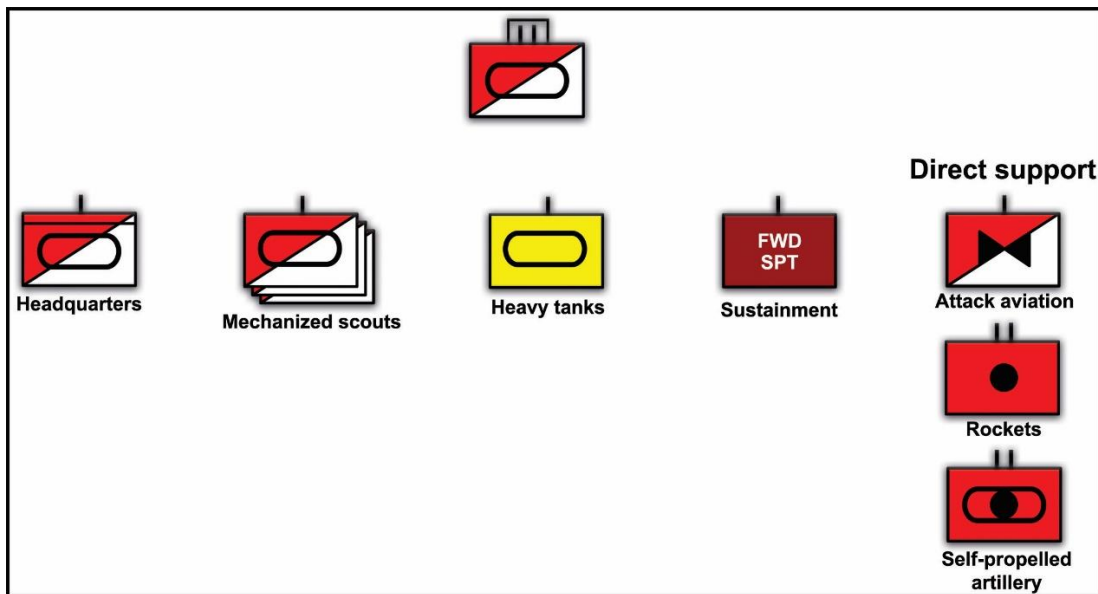 Direct support
Headquarters
Mechanized scouts
Heavy tanks
FWD
SPT
Sustainment
Attack aviation
Rockets
Self-propelled
artillery